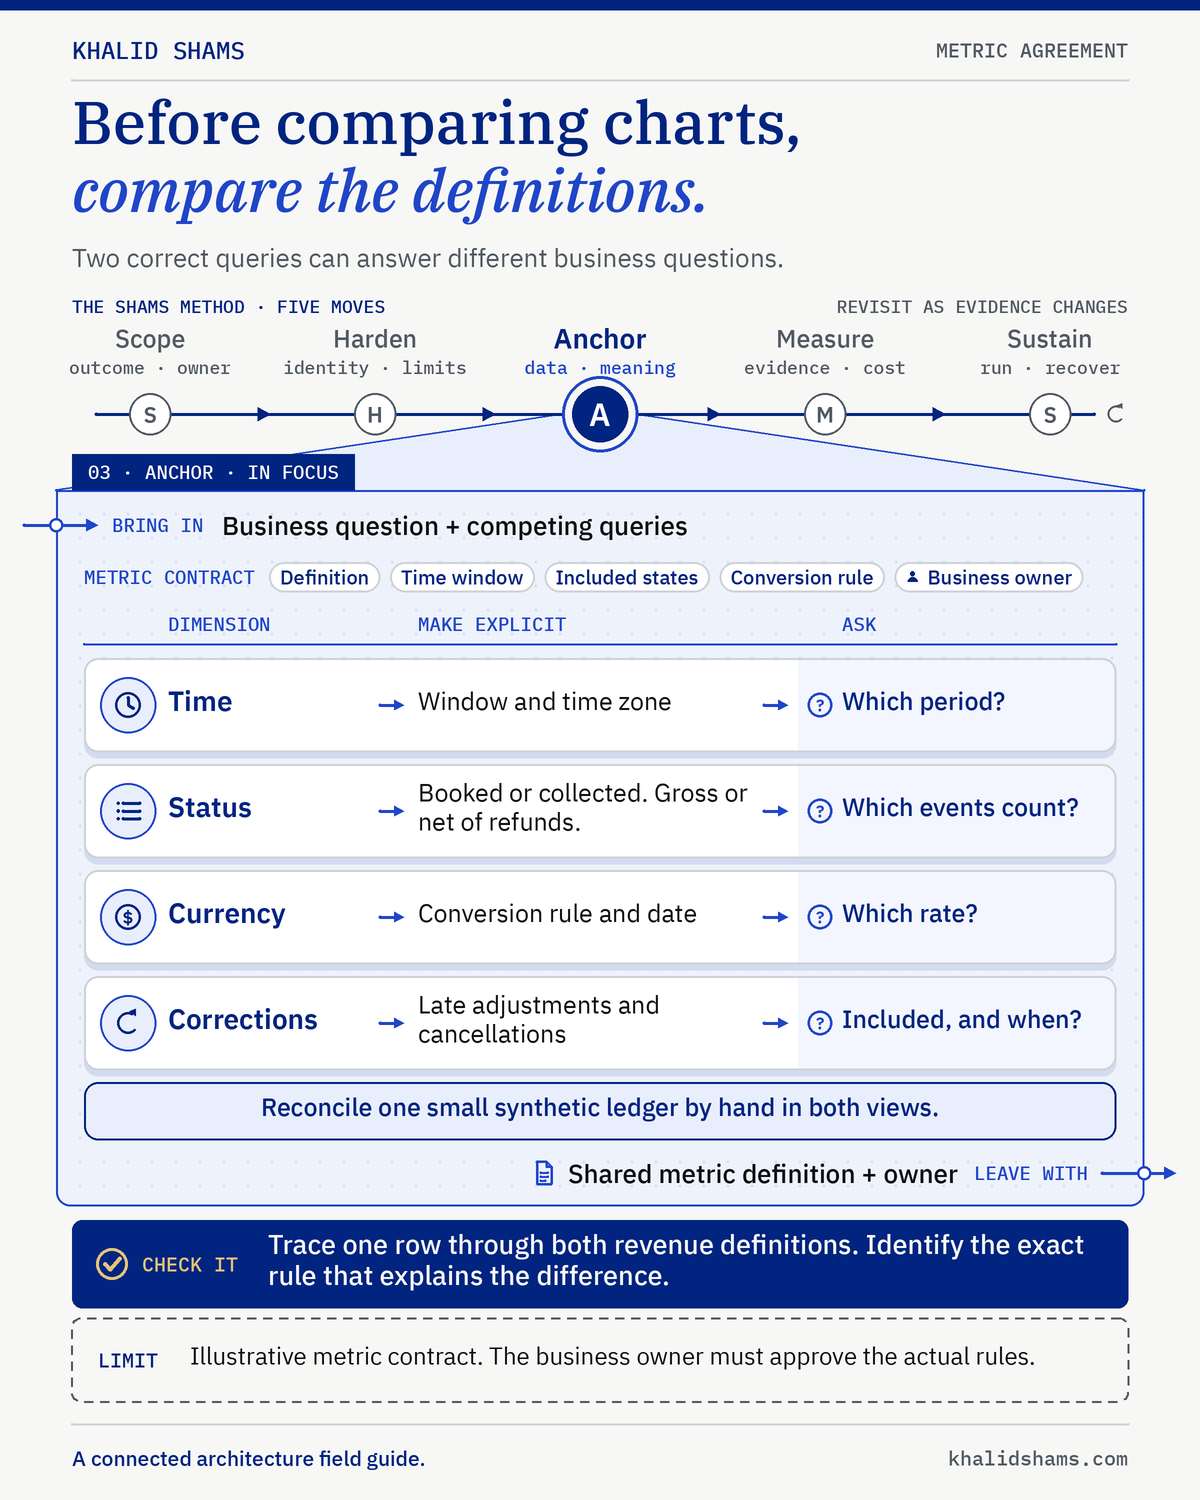 KHALID SHAMS
METRIC AGREEMENT
Before comparing charts,
compare the definitions.
Two correct queries can answer different business questions.
THE SHAMS METHOD · FIVE MOVES
REVISIT AS EVIDENCE CHANGES
Scope
outcome · owner
S
Harden
identity · limits
H
Anchor
data · meaning
A
Measure
evidence · cost
M
Sustain
run · recover
S
03 · ANCHOR · IN FOCUS
BRING IN Business question + competing queries
METRIC CONTRACT Definition Time window Included states Conversion rule Business owner
DIMENSION MAKE EXPLICIT ASK
Time Window and time zone ? Which period?
Status Booked or collected. Gross or
net of refunds.
? Which events count?
$ Currency Conversion rule and date ? Which rate?
Corrections Late adjustments and
cancellations
? Included, and when?
Reconcile one small synthetic ledger by hand in both views.
Shared metric definition + owner LEAVE WITH
CHECK IT Trace one row through both revenue definitions. Identify the exact
rule that explains the difference.
LIMIT Illustrative metric contract. The business owner must approve the actual rules.
A connected architecture field guide.
khalidshams.com